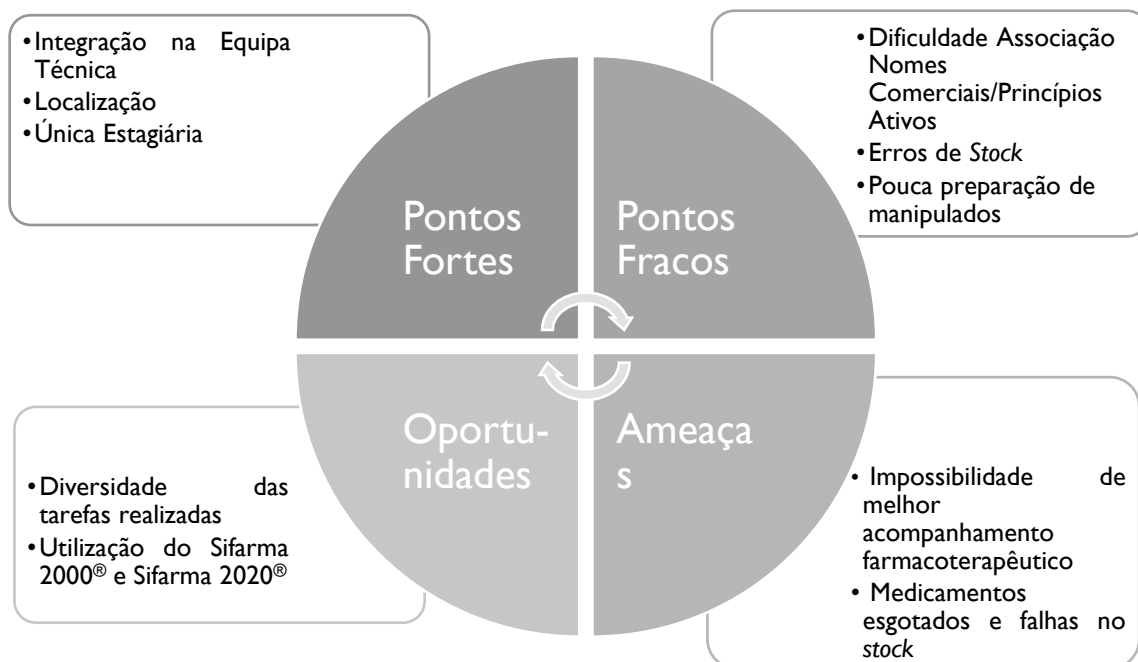 •Integração na Equipa
Técnica
•Localização
•Única Estagiária
•Dificuldade Associação
Nomes
Comerciais/Princípios
Ativos
•Erros de Stock
•Pouca preparação de
manipulados
Pontos
Fortes
Pontos
Fracos
Oportu-
nidades
Ameaça
s
•Diversidade das
tarefas realizadas
•Utilização do Sifarma
2000® e Sifarma 2020®
• Impossibilidade de
melhor
acompanhamento
farmacoterapêutico
• Medicamentos
esgotados e falhas no
stock